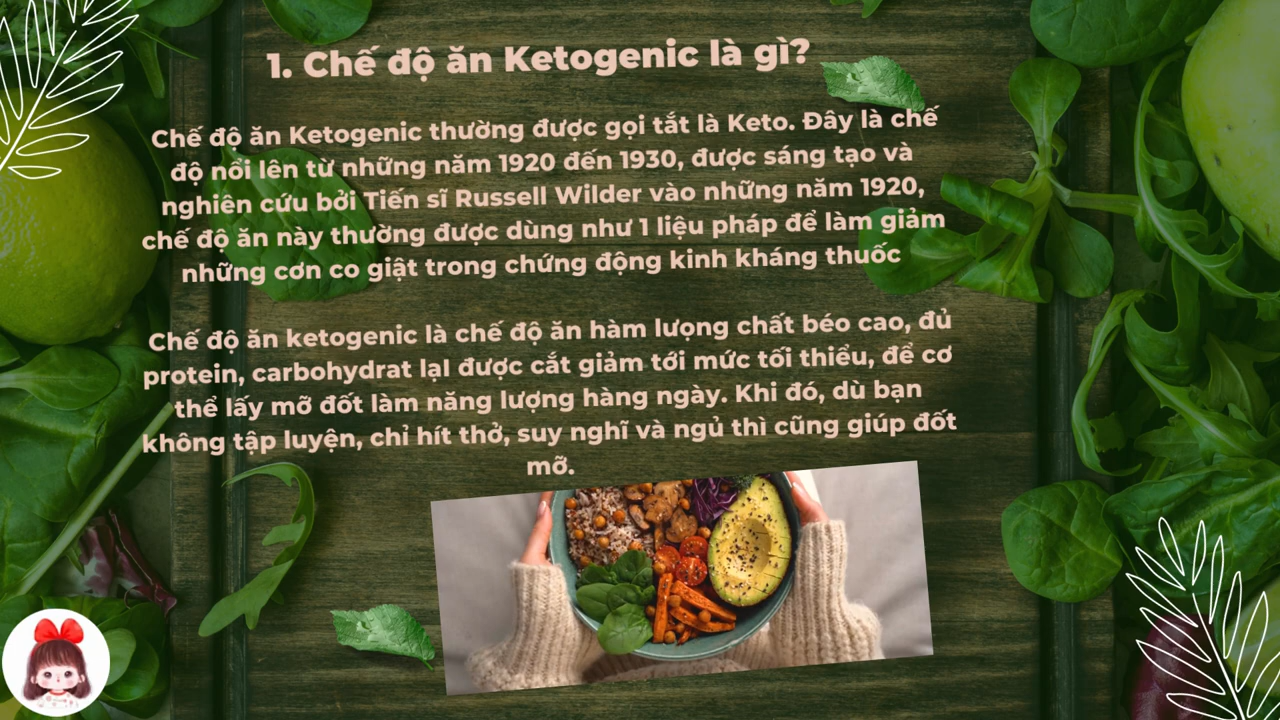 1. Chế độ ăn Ketogenic là gì?
Chế độ ăn Ketogenic thường được gọi tắt là Keto. Đây là chế
độ nổi lên từ những năm 1920 đến 1930, được sáng tạo và
nghiên cứu bởi Tiến sĩ Russell Wilder vào những năm 1920,
chế độ ăn này thường được dùng như 1 liệu pháp để làm giảm
những cơn co giật trong chứng động kinh kháng thuốc
Chế độ ăn ketogenic là chế độ ăn hàm lượng chất béo cao, đủ
protein, carbohydrat lạl được cắt giảm tới mức tối thiểu, để cơ
thể lấy mỡ đốt làm năng lượng hàng ngày. Khi đó, dù bạn
không tập luyện, chỉ hít thở, suy nghĩ và ngủ thì cũng giúp đốt
mỡ.